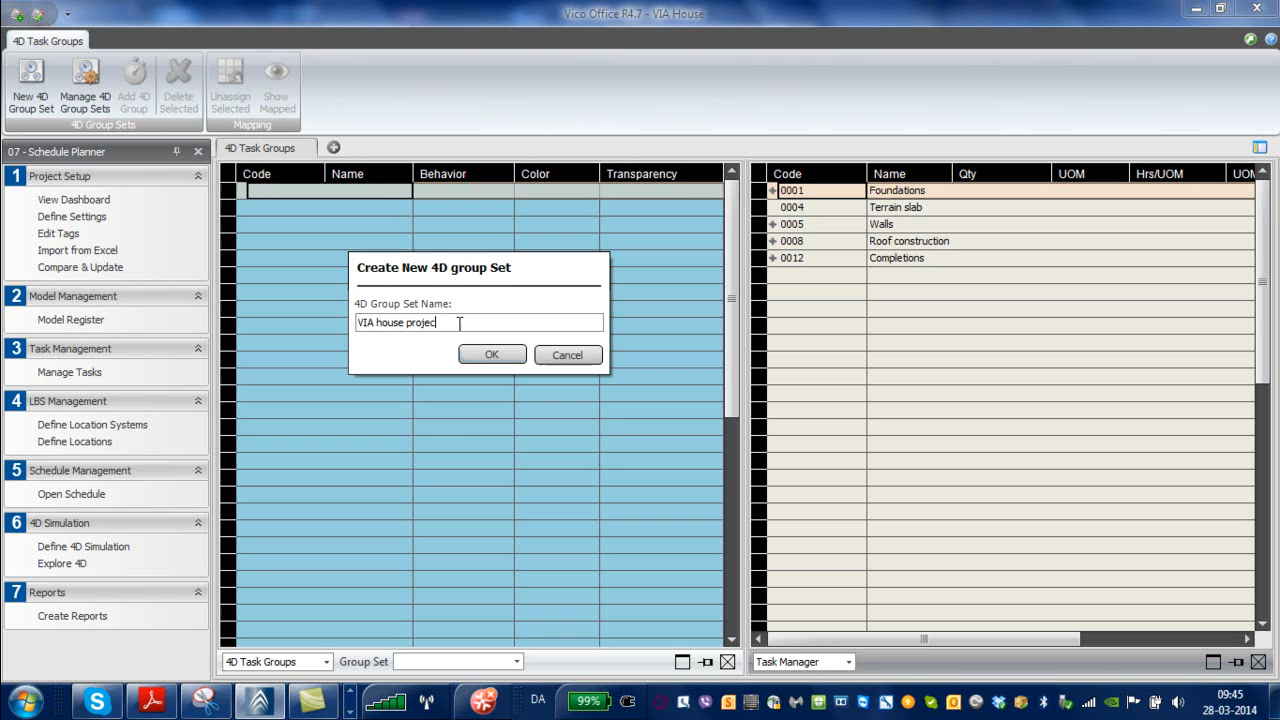 Vico Office R4.7 - VIA House
4D Task Groups
New 4D Group Set
Manage 4D Group Sets
Add 4D Group
Delete Selected
Unassign Selected
Show Mapped
4D Group Sets
Mapping
07 - Schedule Planner
4D Task Groups
1 Project Setup
View Dashboard
Define Settings
Edit Tags
Import from Excel
Compare & Update
2 Model Management
Model Register
3 Task Management
Manage Tasks
4 LBS Management
Define Location Systems
Define Locations
5 Schedule Management
Open Schedule
6 4D Simulation
Define 4D Simulation
Explore 4D
7 Reports
Create Reports
Code Name Behavior Color Transparency
Create New 4D group Set
4D Group Set Name:
VIA house projec
OK Cancel
4D Task Groups Group Set
Code Name Qty UOM Hrs/UOM UOM
0001 Foundations
0004 Terrain slab
0005 Walls
0008 Roof construction
0012 Completions
Task Manager
DA 99% 09:45
28-03-2014